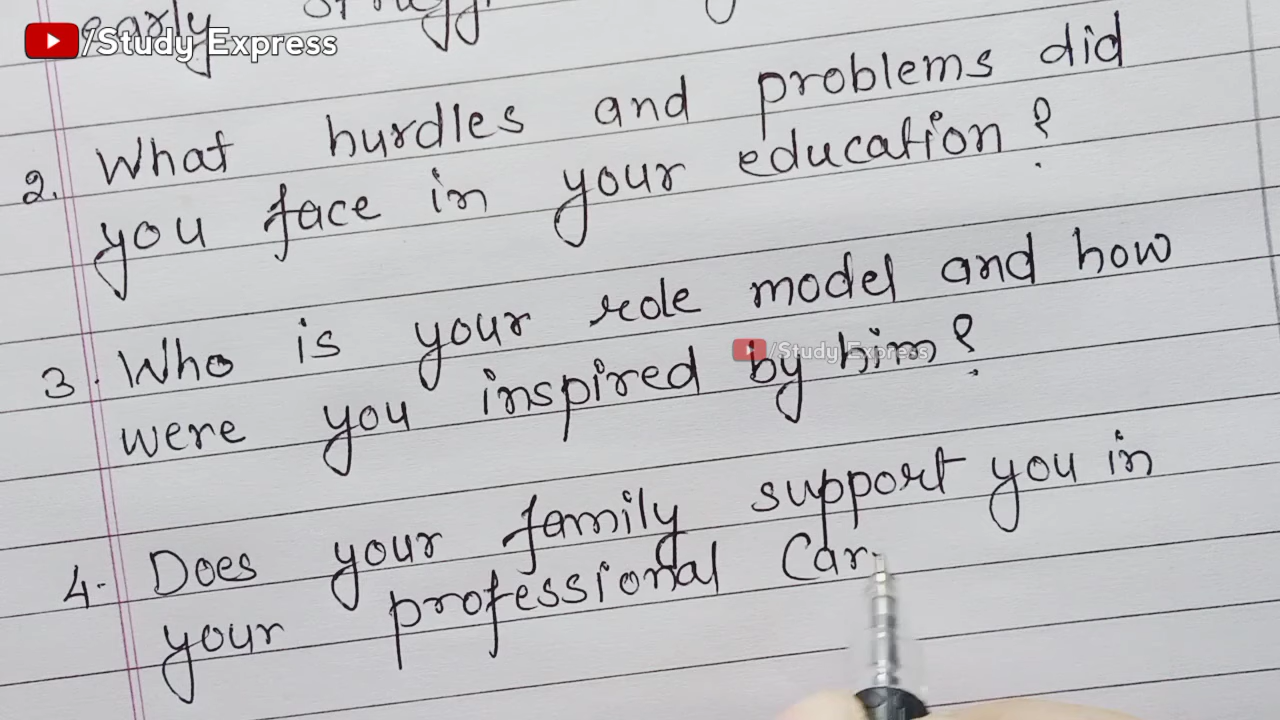 /Study Express
early
2. What hurdles and problems did
you face in your education?
3. Who is your role model and how
were you inspired by him?
/Study Express
4. Does your family support you in
your professional Car